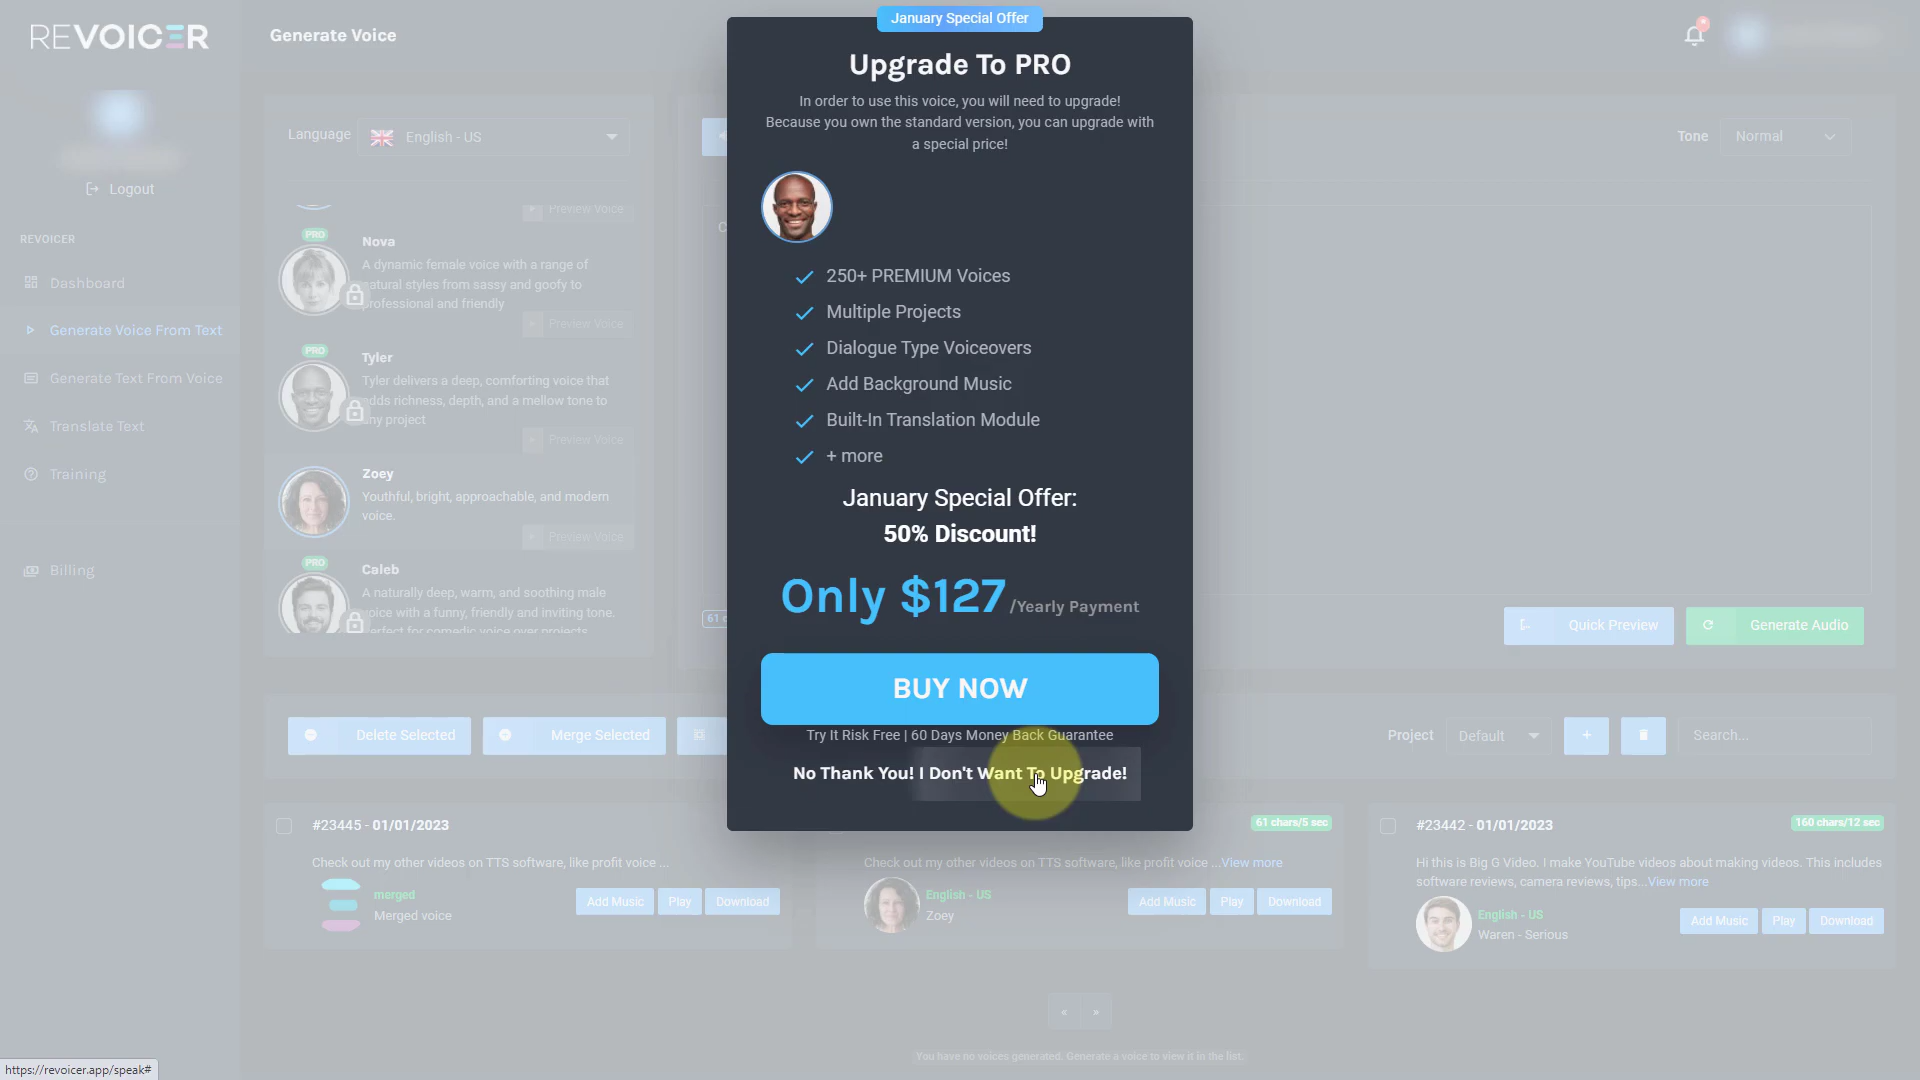 REVOICER
Generate Voice
Logout
REVOICER
Dashboard
Generate Voice From Text
Generate Text From Voice
Translate Text
Training
Billing
Language
English - US
Preview Voice
PRO
Nova
A dynamic female voice with a range of
natural styles from sassy and goofy to
professional and friendly
Preview Voice
PRO
Tyler
Tyler delivers a deep, comforting voice that
adds richness, depth, and a mellow tone to
any project
Preview Voice
Zoey
Youthful, bright, approachable, and modern
voice.
Preview Voice
PRO
Caleb
A naturally deep, warm, and soothing male
voice with a funny, friendly and inviting tone.
Perfect for comedic voice over projects
January Special Offer
Upgrade To PRO
In order to use this voice, you will need to upgrade!
Because you own the standard version, you can upgrade with
a special price!
250+ PREMIUM Voices
Multiple Projects
Dialogue Type Voiceovers
Add Background Music
Built-In Translation Module
+ more
January Special Offer:
50% Discount!
Only $127 /Yearly Payment
BUY NOW
Try It Risk Free | 60 Days Money Back Guarantee
No Thank You! I Don't Want To Upgrade!
Tone
Normal
61
Quick Preview
Generate Audio
Delete Selected
Merge Selected
Project
Default
+
Search...
#23445 - 01/01/2023
Check out my other videos on TTS software, like profit voice ...
merged
Merged voice
Add Music
Play
Download
61 chars/5 sec
Check out my other videos on TTS software, like profit voice ...View more
English - US
Zoey
Add Music
Play
Download
#23442 - 01/01/2023
160 chars/12 sec
Hi this is Big G Video. I make YouTube videos about making videos. This includes
software reviews, camera reviews, tips...View more
English - US
Waren - Serious
Add Music
Play
Download
«
»
You have no voices generated. Generate a voice to view it in the list.
https://revoicer.app/speak#